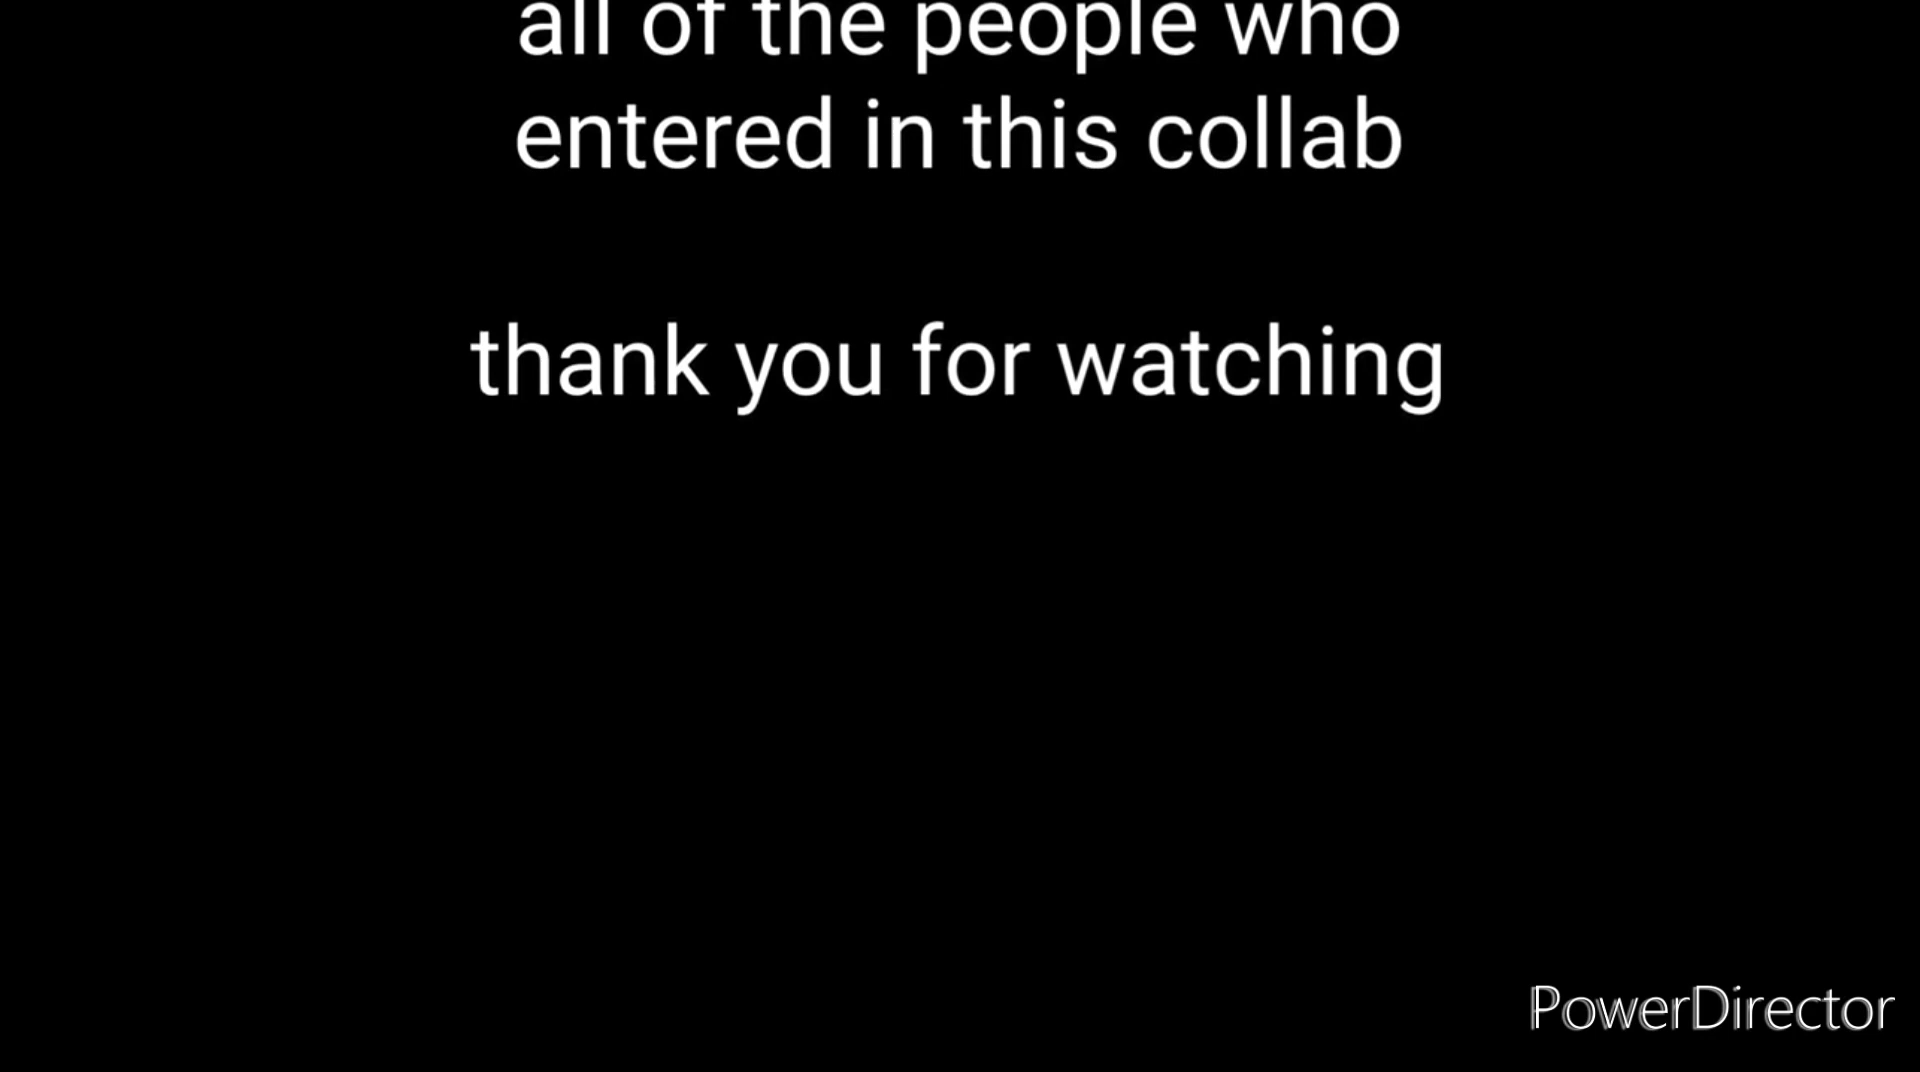 all of the people who
entered in this collab
thank you for watching
PowerDirector